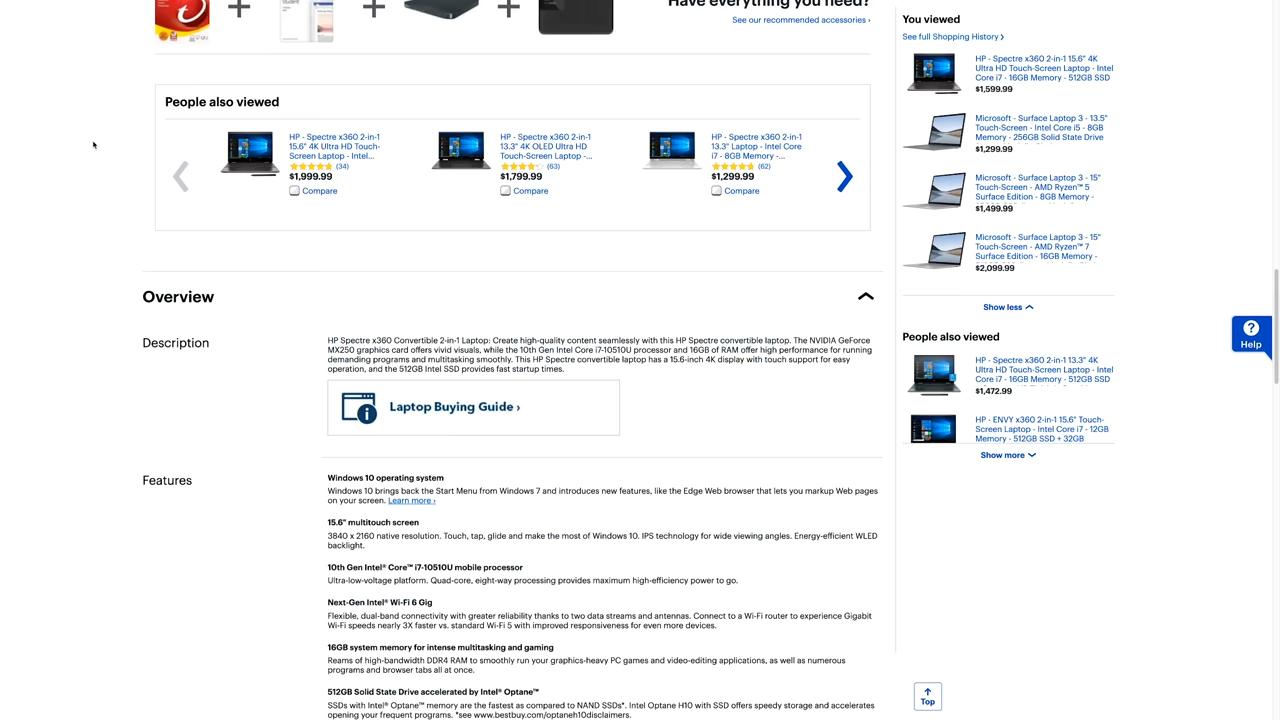 Have everything you need?
See our recommended accessories ›
People also viewed
HP - Spectre x360 2-in-1
15.6" 4K Ultra HD Touch-
Screen Laptop - Intel...
(34)
$1,999.99
Compare
HP - Spectre x360 2-in-1
13.3" 4K OLED Ultra HD
Touch-Screen Laptop -...
(63)
$1,799.99
Compare
HP - Spectre x360 2-in-1
13.3" Laptop - Intel Core
i7 - 8GB Memory -...
(62)
$1,299.99
Compare
Overview
Description
HP Spectre x360 Convertible 2-in-1 Laptop: Create high-quality content seamlessly with this HP Spectre convertible laptop. The NVIDIA GeForce
MX250 graphics card offers vivid visuals, while the 10th Gen Intel Core i7-10510U processor and 16GB of RAM offer high performance for running
demanding programs and multitasking smoothly. This HP Spectre convertible laptop has a 15.6-inch 4K display with touch support for easy
operation, and the 512GB Intel SSD provides fast startup times.
Laptop Buying Guide ›
Features
Windows 10 operating system
Windows 10 brings back the Start Menu from Windows 7 and introduces new features, like the Edge Web browser that lets you markup Web pages
on your screen. Learn more ›
15.6" multitouch screen
3840 x 2160 native resolution. Touch, tap, glide and make the most of Windows 10. IPS technology for wide viewing angles. Energy-efficient WLED
backlight.
10th Gen Intel® Core™ i7-10510U mobile processor
Ultra-low-voltage platform. Quad-core, eight-way processing provides maximum high-efficiency power to go.
Next-Gen Intel® Wi-Fi 6 Gig
Flexible, dual-band connectivity with greater reliability thanks to two data streams and antennas. Connect to a Wi-Fi router to experience Gigabit
Wi-Fi speeds nearly 3X faster vs. standard Wi-Fi 5 with improved responsiveness for even more devices.
16GB system memory for intense multitasking and gaming
Reams of high-bandwidth DDR4 RAM to smoothly run your graphics-heavy PC games and video-editing applications, as well as numerous
programs and browser tabs all at once.
512GB Solid State Drive accelerated by Intel® Optane™
SSDs with Intel® Optane™ memory are the fastest as compared to NAND SSDs*. Intel Optane H10 with SSD offers speedy storage and accelerates
opening your frequent programs. *see www.bestbuy.com/optaneh10disclaimers.
You viewed
See full Shopping History ›
HP - Spectre x360 2-in-1 15.6" 4K
Ultra HD Touch-Screen Laptop - Intel
Core i7 - 16GB Memory - 512GB SSD
$1,599.99
Microsoft - Surface Laptop 3 - 13.5"
Touch-Screen - Intel Core i5 - 8GB
Memory - 256GB Solid State Drive
$1,299.99
Microsoft - Surface Laptop 3 - 15"
Touch-Screen - AMD Ryzen™ 5
Surface Edition - 8GB Memory -
$1,499.99
Microsoft - Surface Laptop 3 - 15"
Touch-Screen - AMD Ryzen™ 7
Surface Edition - 16GB Memory -
$2,099.99
Show less
People also viewed
HP - Spectre x360 2-in-1 13.3" 4K
Ultra HD Touch-Screen Laptop - Intel
Core i7 - 16GB Memory - 512GB SSD
$1,472.99
HP - ENVY x360 2-in-1 15.6" Touch-
Screen Laptop - Intel Core i7 - 12GB
Memory - 512GB SSD + 32GB
Show more
Help
Top